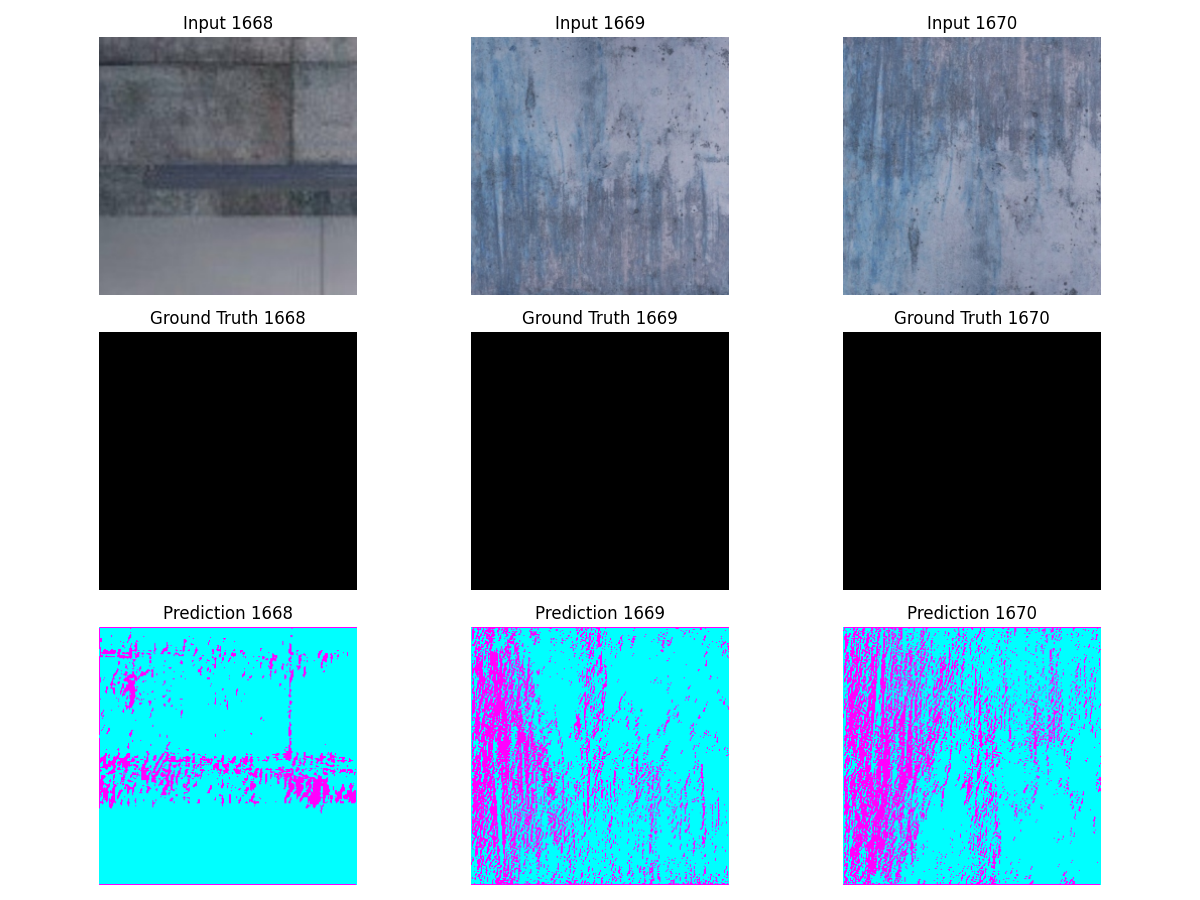 Input 1668
Input 1669
Input 1670
Ground Truth 1668
Ground Truth 1669
Ground Truth 1670
Prediction 1668
Prediction 1669
Prediction 1670